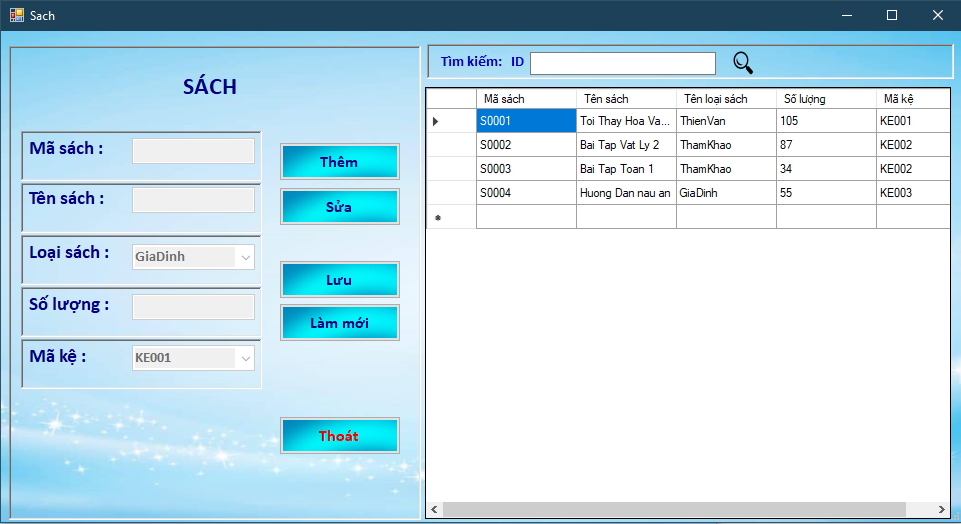 Sach
SÁCH
Mã sách :
Tên sách :
Loại sách : GiaDinh
Số lượng :
Mã kệ : KE001
Thêm
Sửa
Lưu
Làm mới
Thoát
Tìm kiếm: ID
Mã sách Tên sách Tên loại sách Số lượng Mã kệ
S0001 Toi Thay Hoa Va... ThienVan 105 KE001
S0002 Bai Tap Vat Ly 2 ThamKhao 87 KE002
S0003 Bai Tap Toan 1 ThamKhao 34 KE002
S0004 Huong Dan nau an GiaDinh 55 KE003